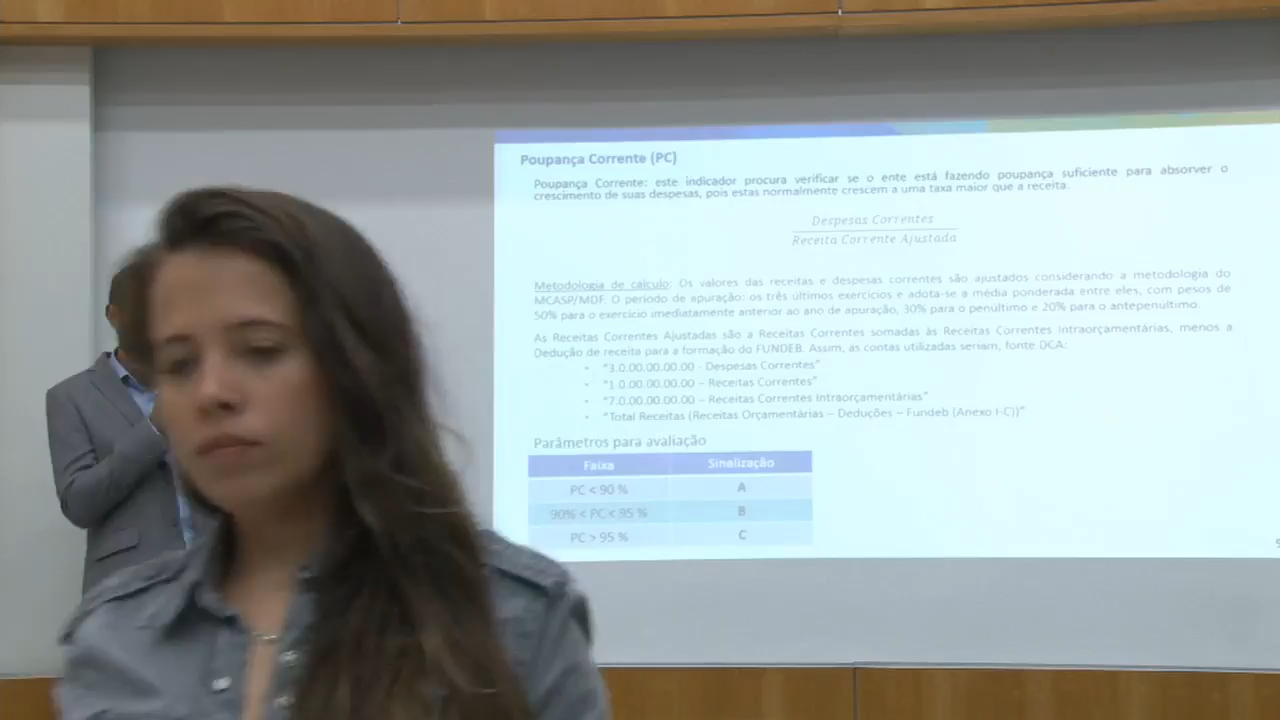 Poupança Corrente (PC)
Poupança Corrente: este indicador procura verificar se o ente está fazendo poupança suficiente para absorver o
crescimento de suas despesas, pois estas normalmente crescem a uma taxa maior que a receita.
Despesas Correntes
Receita Corrente Ajustada
Metodologia de cálculo: Os valores das receitas e despesas correntes são ajustados considerando a metodologia do
MCASP/MDF. O período de apuração: os três últimos exercícios e adota-se a média ponderada entre eles, com pesos de
50% para o exercício imediatamente anterior ao ano de apuração, 30% para o penúltimo e 20% para o antepenúltimo.
As Receitas Correntes Ajustadas são a Receitas Correntes somadas às Receitas Correntes Intraorçamentárias, menos a
Dedução de receita para a formação do FUNDEB. Assim, as contas utilizadas seriam, fonte DCA:
• "3.0.00.00.00.00 - Despesas Correntes"
• "1.0.00.00.00.00 – Receitas Correntes"
• "7.0.00.00.00.00 – Receitas Correntes Intraorçamentárias"
• "Total Receitas (Receitas Orçamentárias – Deduções – Fundeb (Anexo I-C))"
Parâmetros para avaliação
Faixa Sinalização
PC < 90 % A
90% < PC < 95 % B
PC > 95 % C